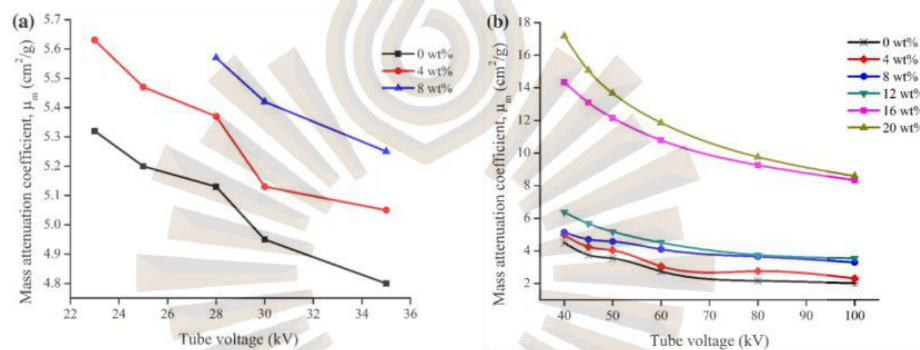 (a)
5.7
5.6
5.5
5.4
5.3
5.2
5.1
5.0
4.9
4.8
22 24 26 28 30 32 34 36
Mass attenuation coefficient, μm (cm²/g)
Tube voltage (kV)
0 wt%
4 wt%
8 wt%
(b)
18
16
14
12
10
8
6
4
2
40 50 60 70 80 90 100
Mass attenuation coefficient, μm (cm²/g)
Tube voltage (kV)
0 wt%
4 wt%
8 wt%
12 wt%
16 wt%
20 wt%